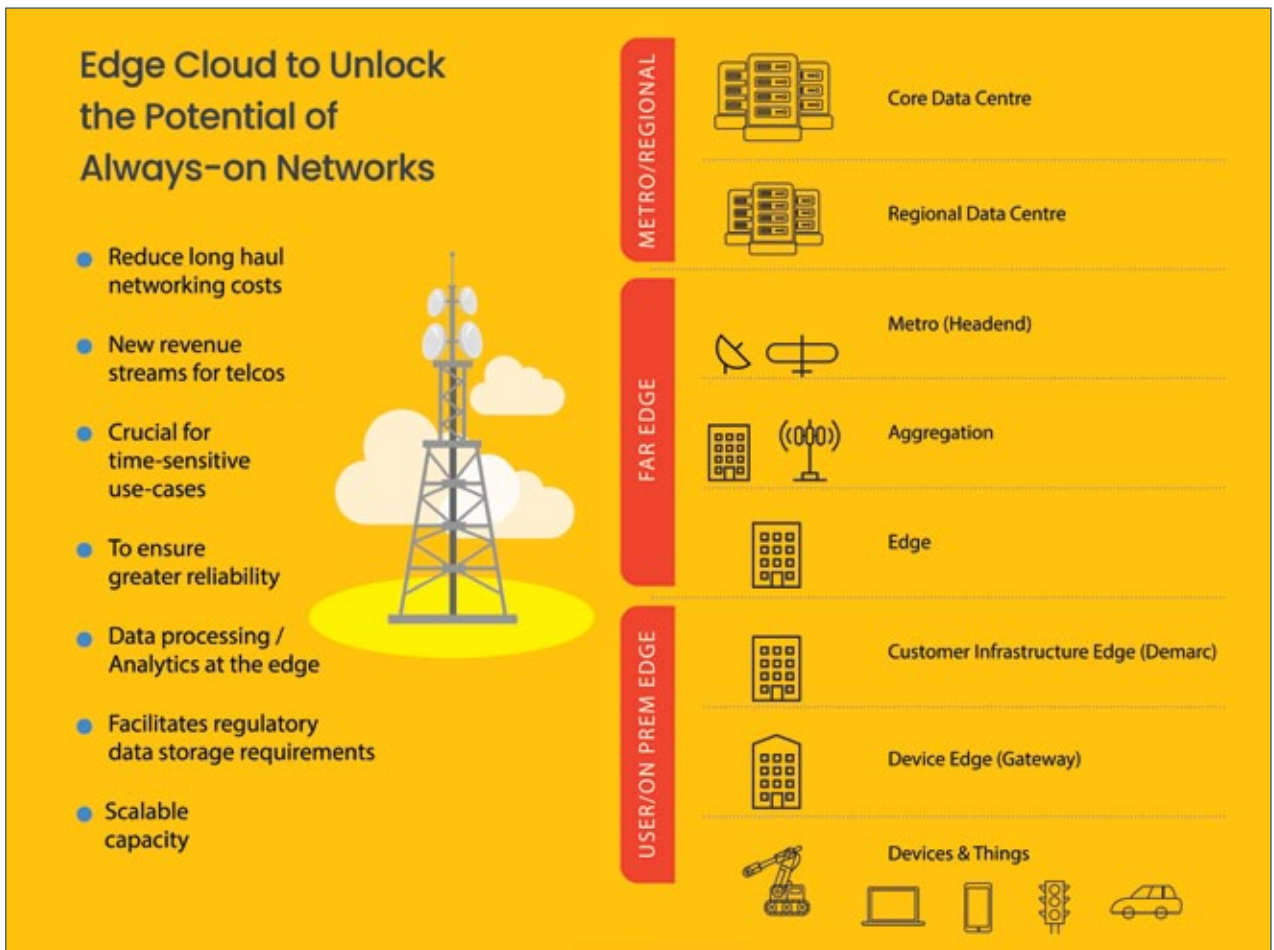 Edge Cloud to Unlock
the Potential of
Always-on Networks
Reduce long haul
networking costs
New revenue
streams for telcos
Crucial for
time-sensitive
use-cases
To ensure
greater reliability
Data processing /
Analytics at the edge
Facilitates regulatory
data storage requirements
Scalable
capacity
METRO/REGIONAL
Core Data Centre
Regional Data Centre
FAR EDGE
Metro (Headend)
Aggregation
Edge
USER/ON PREM EDGE
Customer Infrastructure Edge (Demarc)
Device Edge (Gateway)
Devices & Things